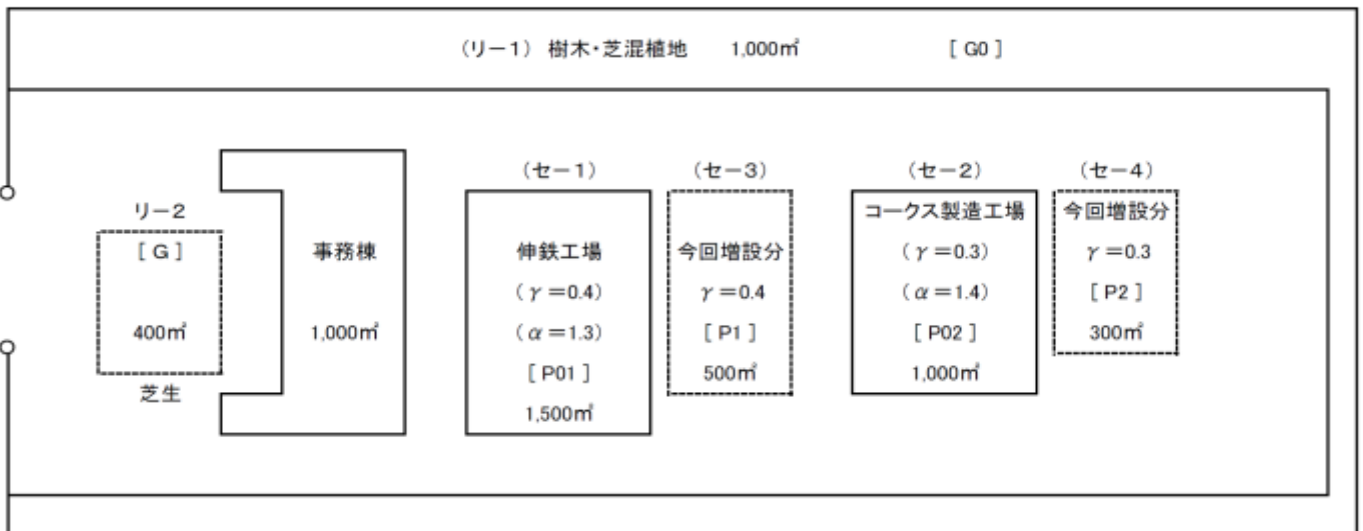 (リー1) 樹木・芝混植地 1,000㎡ [ G0 ]
リー2
[ G ]
400㎡
芝生
事務棟
1,000㎡
(セー1)
伸鉄工場
(γ=0.4)
(α=1.3)
[ P01 ]
1,500㎡
(セー3)
今回増設分
γ=0.4
[ P1 ]
500㎡
(セー2)
コークス製造工場
(γ=0.3)
(α=1.4)
[ P02 ]
1,000㎡
(セー4)
今回増設分
γ=0.3
[ P2 ]
300㎡